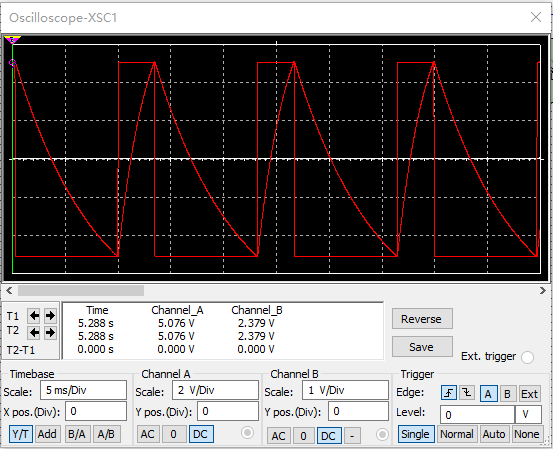 Oscilloscope-XSC1
T1
T2
T2-T1
Time Channel_A Channel_B
5.288 s 5.076 V 2.379 V
5.288 s 5.076 V 2.379 V
0.000 s 0.000 V 0.000 V
Reverse
Save
Ext. trigger
Timebase
Scale: 5 ms/Div
X pos.(Div): 0
Y/T Add B/A A/B
Channel A
Scale: 2 V/Div
Y pos.(Div): 0
AC 0 DC
Channel B
Scale: 1 V/Div
Y pos.(Div): 0
AC 0 DC -
Trigger
Edge: A B Ext
Level: 0 V
Single Normal Auto None